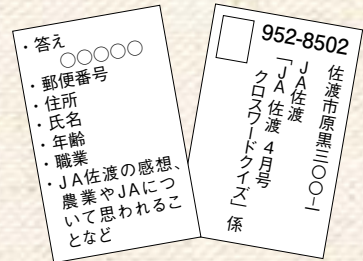 ・答え
○○○○○
・郵便番号
・住所
・氏名
・年齢
・職業
・JA佐渡の感想、
農業やJAにつ
いて思われるこ
となど
952-8502
佐渡市原黒三〇〇ー一
JA佐渡
「JA佐渡 4月号
クロスワードクイズ」係